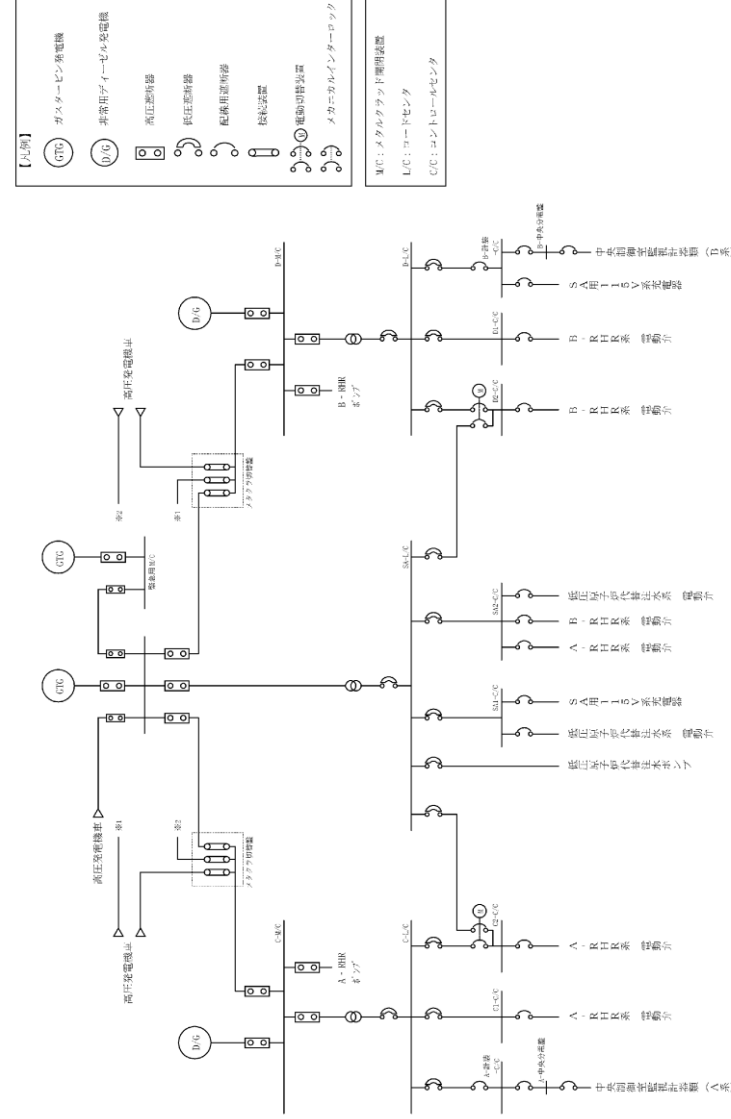 【凡例】
GTG ガスタービン発電機
D/G 非常用ディーゼル発電機
高圧遮断器
低圧遮断器
配線用遮断器
接続装置
M 電動切替装置
メカニカルインターロック
M/C：メタルクラッド開閉装置
L/C：ロードセンタ
C/C：コントロールセンタ
高圧発電機車
※1
高圧発電機車
※2
メタクラ切替盤
GTG
GTG
緊急用M/C
高圧発電機車
※2
※1
メタクラ切替盤
D/G
C-M/C
A-RHR
ポンプ
D/G
D-M/C
B-RHR
ポンプ
C-L/C
SA-L/C
D-L/C
A-計装
-C/C
A-中央分電盤
C1-C/C
M
C2-C/C
SA1-C/C
SA2-C/C
M
D2-C/C
D1-C/C
B-計装
-C/C
B-中央分電盤
中央制御室監視計器類（A系）
A-RHR系 電動弁
A-RHR系 電動弁
低圧原子炉代替注水ポンプ
低圧原子炉代替注水系 電動弁
SA用115V系充電器
A-RHR系 電動弁
B-RHR系 電動弁
低圧原子炉代替注水系 電動弁
B-RHR系 電動弁
B-RHR系 電動弁
SA用115V系充電器
中央制御室監視計器類（B系）